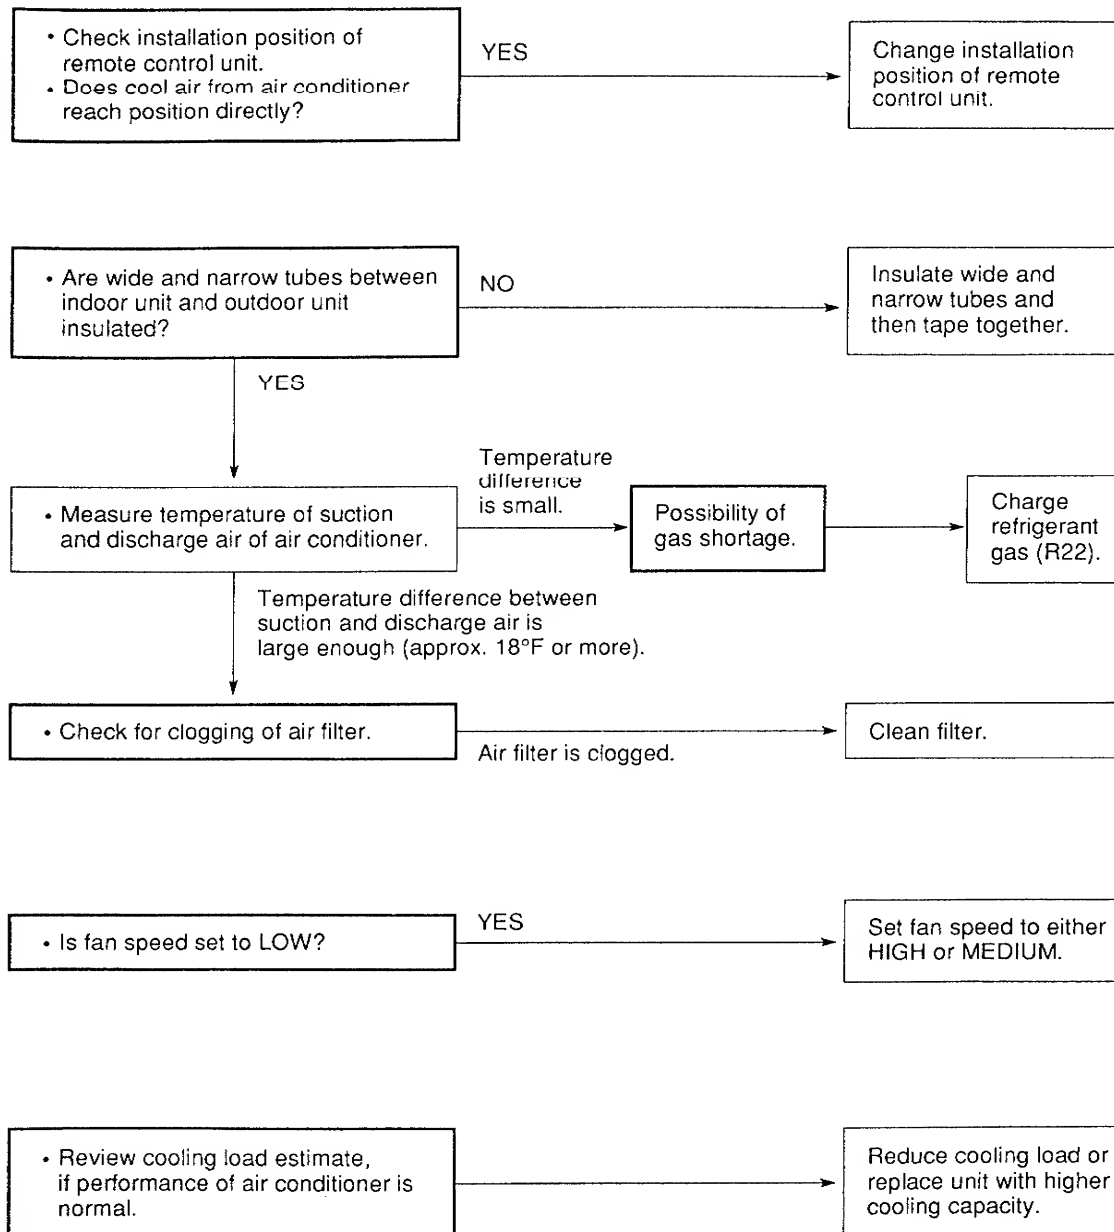 • Check installation position of
remote control unit.
• Does cool air from air conditioner
reach position directly?
YES
Change installation
position of remote
control unit.
• Are wide and narrow tubes between
indoor unit and outdoor unit
insulated?
NO
Insulate wide and
narrow tubes and
then tape together.
YES
• Measure temperature of suction
and discharge air of air conditioner.
Temperature
difference
is small.
Possibility of
gas shortage.
Charge
refrigerant
gas (R22).
Temperature difference between
suction and discharge air is
large enough (approx. 18°F or more).
• Check for clogging of air filter.
Air filter is clogged.
Clean filter.
• Is fan speed set to LOW?
YES
Set fan speed to either
HIGH or MEDIUM.
• Review cooling load estimate,
if performance of air conditioner is
normal.
Reduce cooling load or
replace unit with higher
cooling capacity.